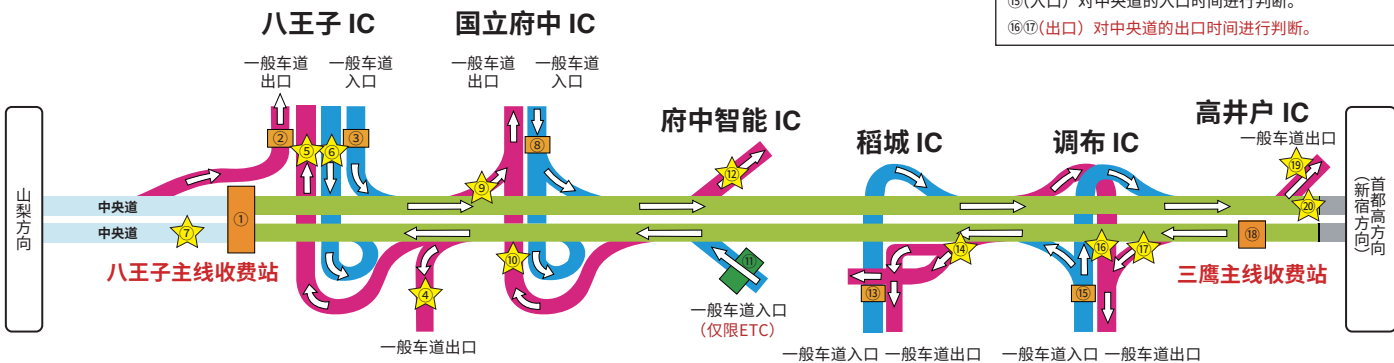 ⑮(入口）对中央道的入口时间进行判断。
⑯⑰(出口）对中央道的出口时间进行判断。
八王子 IC
国立府中 IC
一般车道
出口
一般车道
入口
一般车道
出口
一般车道
入口
府中智能 IC
稻城 IC
调布 IC
高井户 IC
一般车道出口
②
⑤
⑥
③
⑧
⑨
⑫
⑲
⑳
山梨方向
中央道
中央道
①
⑦
八王子主线收费站
④
⑩
⑪
⑬
⑭
⑮
⑯
⑰
⑱
三鹰主线收费站
首都高方向
（新宿方向）
一般车道出口
一般车道入口
（仅限ETC）
一般车道入口
一般车道出口
一般车道入口
一般车道出口